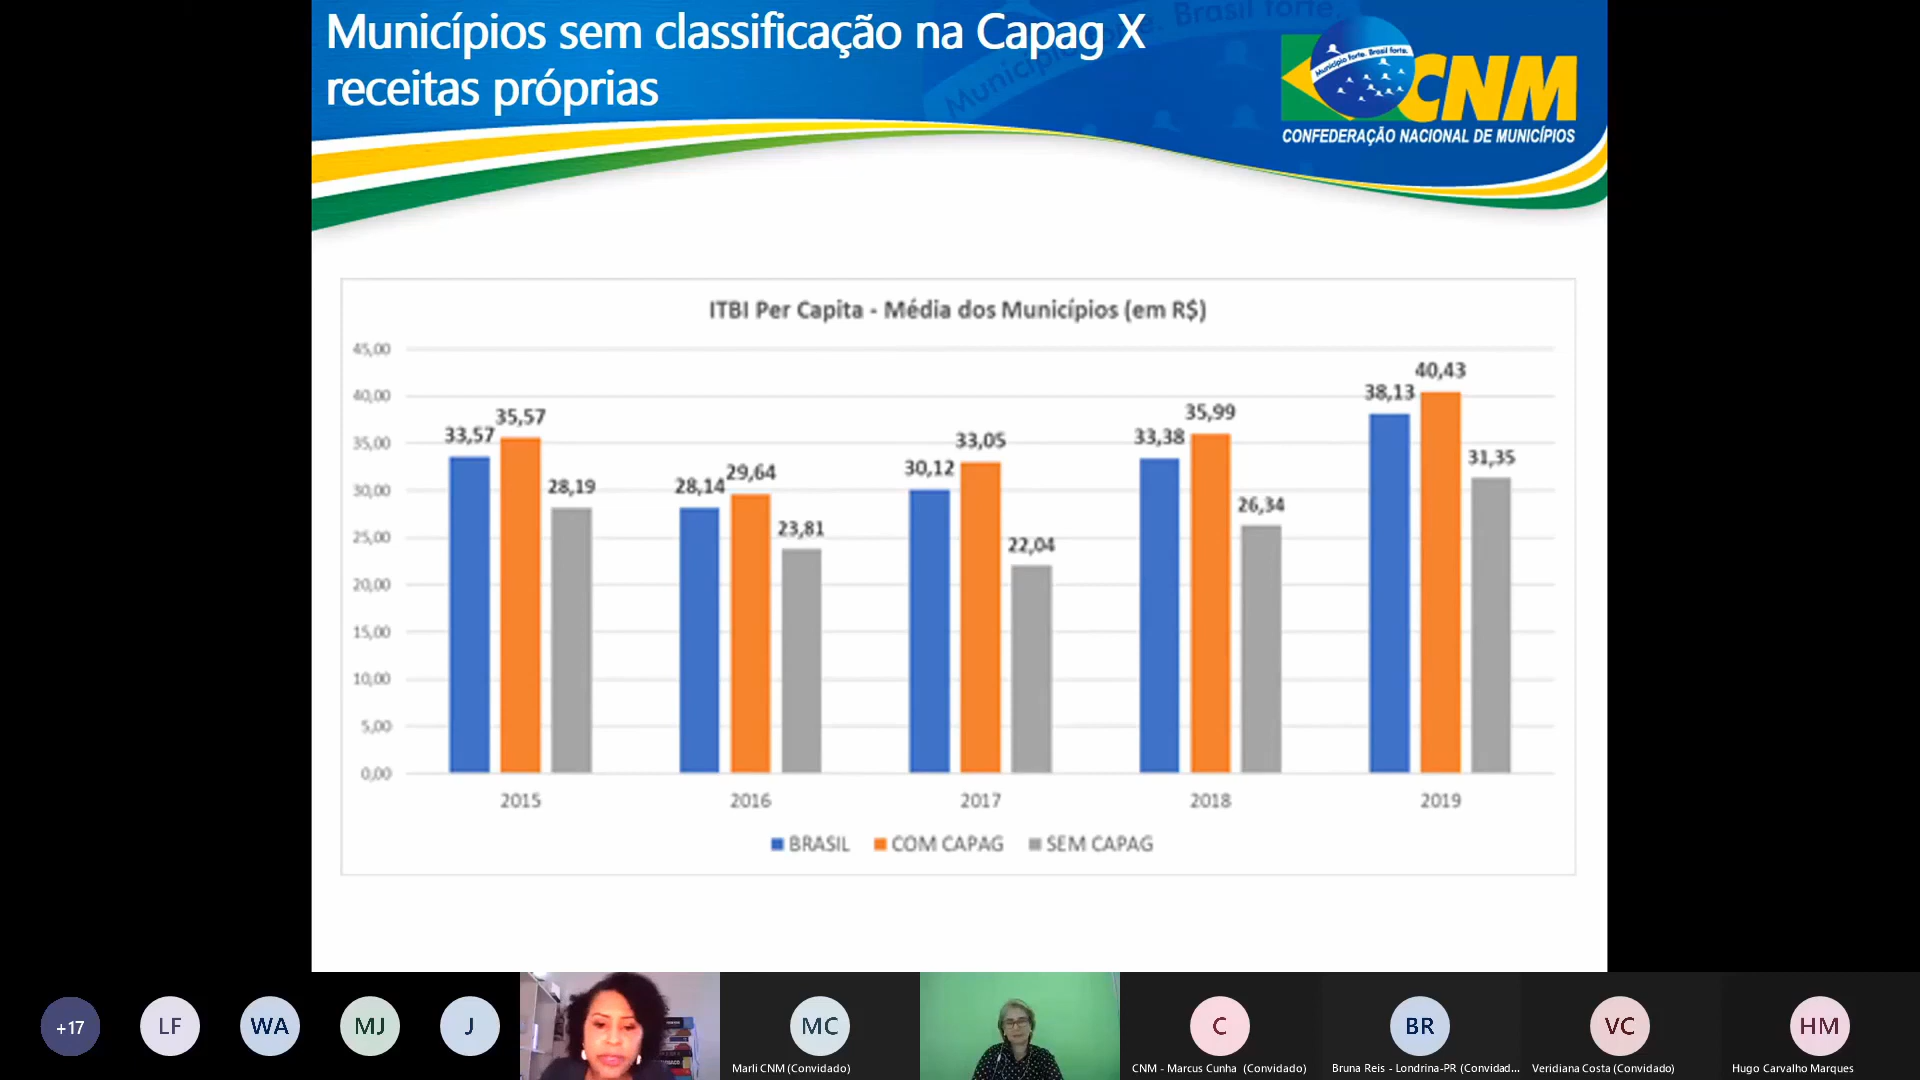 Municípios sem classificação na Capag X
receitas próprias
Município forte. Brasil forte.
CNM
CONFEDERAÇÃO NACIONAL DE MUNICÍPIOS
ITBI Per Capita - Média dos Municípios (em R$)
45,00
40,00
35,00
30,00
25,00
20,00
15,00
10,00
5,00
0,00
33,57 35,57 28,19
28,14 29,64 23,81
30,12 33,05 22,04
33,38 35,99 26,34
38,13 40,43 31,35
2015 2016 2017 2018 2019
BRASIL COM CAPAG SEM CAPAG
+17 LF WA MJ J MC C BR VC HM
Marli CNM (Convidado) CNM - Marcus Cunha (Convidado) Bruna Reis - Londrina-PR (Convidad... Veridiana Costa (Convidado) Hugo Carvalho Marques